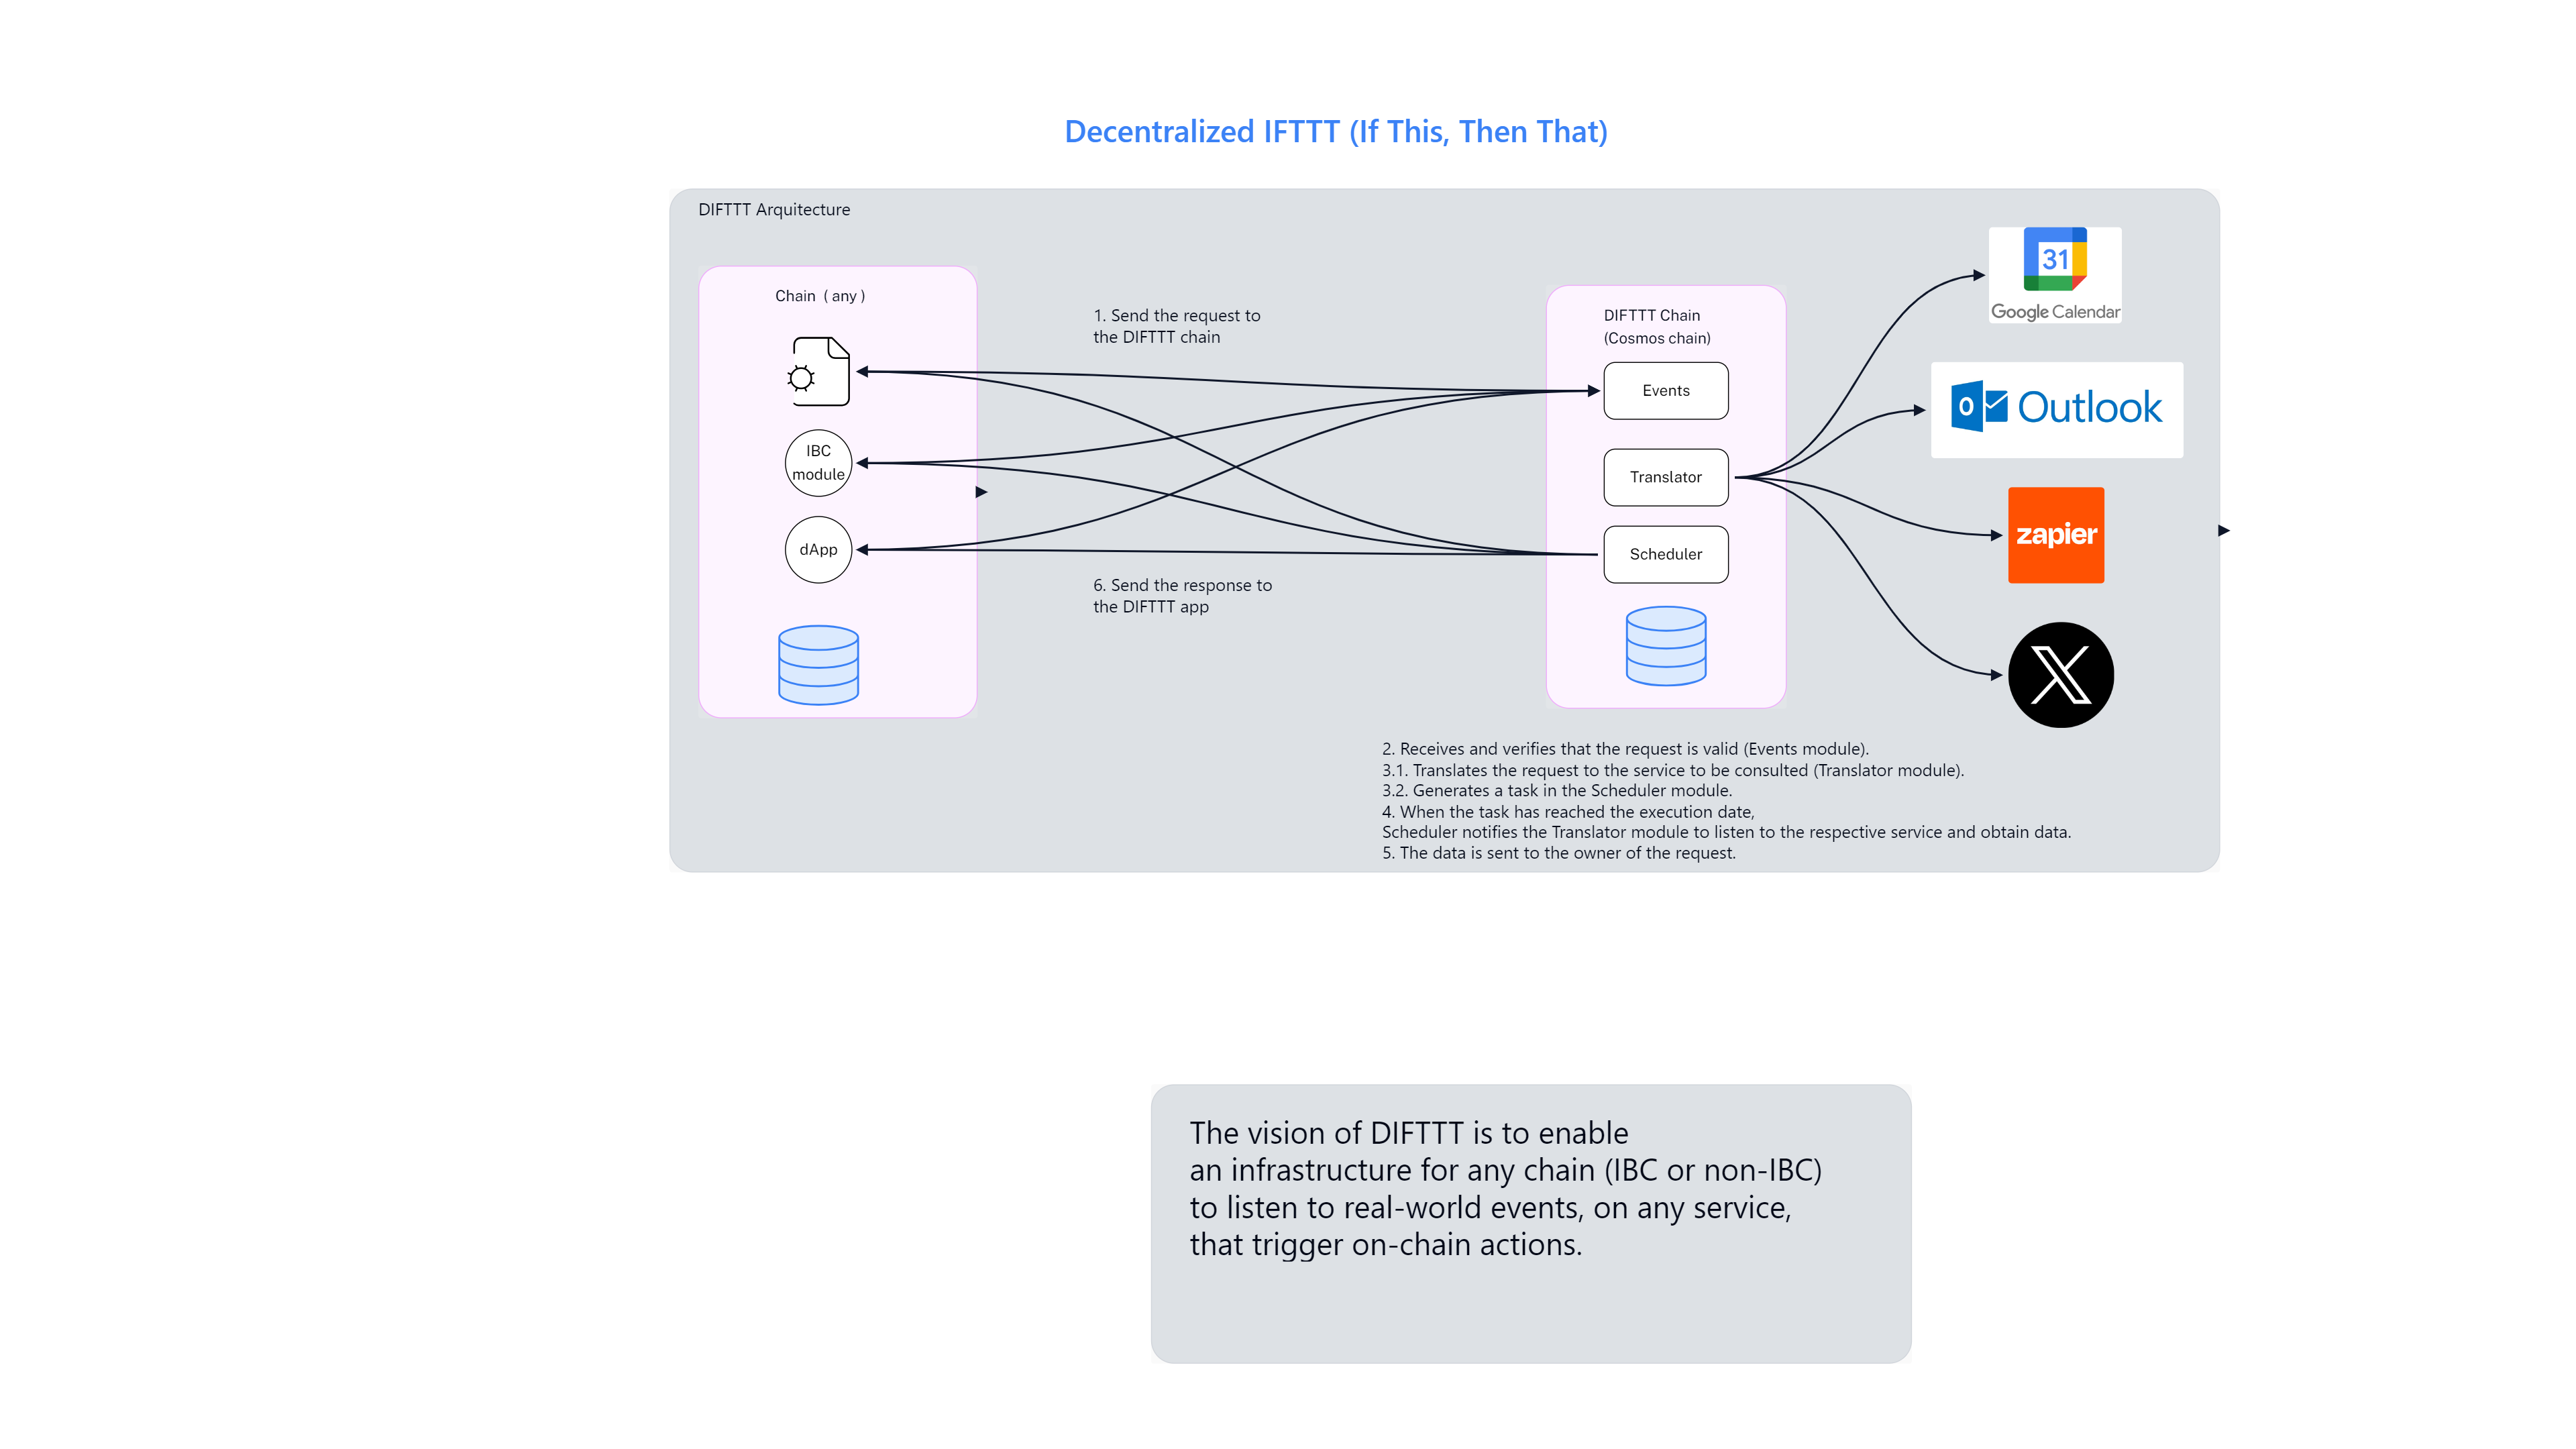 Decentralized IFTTT (If This, Then That)
DIFTTT Arquitecture
Chain ( any )
IBC
module
dApp
1. Send the request to
the DIFTTT chain
6. Send the response to
the DIFTTT app
DIFTTT Chain
(Cosmos chain)
Events
Translator
Scheduler
31
Google Calendar
O Outlook
zapier
X
2. Receives and verifies that the request is valid (Events module).
3.1. Translates the request to the service to be consulted (Translator module).
3.2. Generates a task in the Scheduler module.
4. When the task has reached the execution date,
Scheduler notifies the Translator module to listen to the respective service and obtain data.
5. The data is sent to the owner of the request.
The vision of DIFTTT is to enable
an infrastructure for any chain (IBC or non-IBC)
to listen to real-world events, on any service,
that trigger on-chain actions.